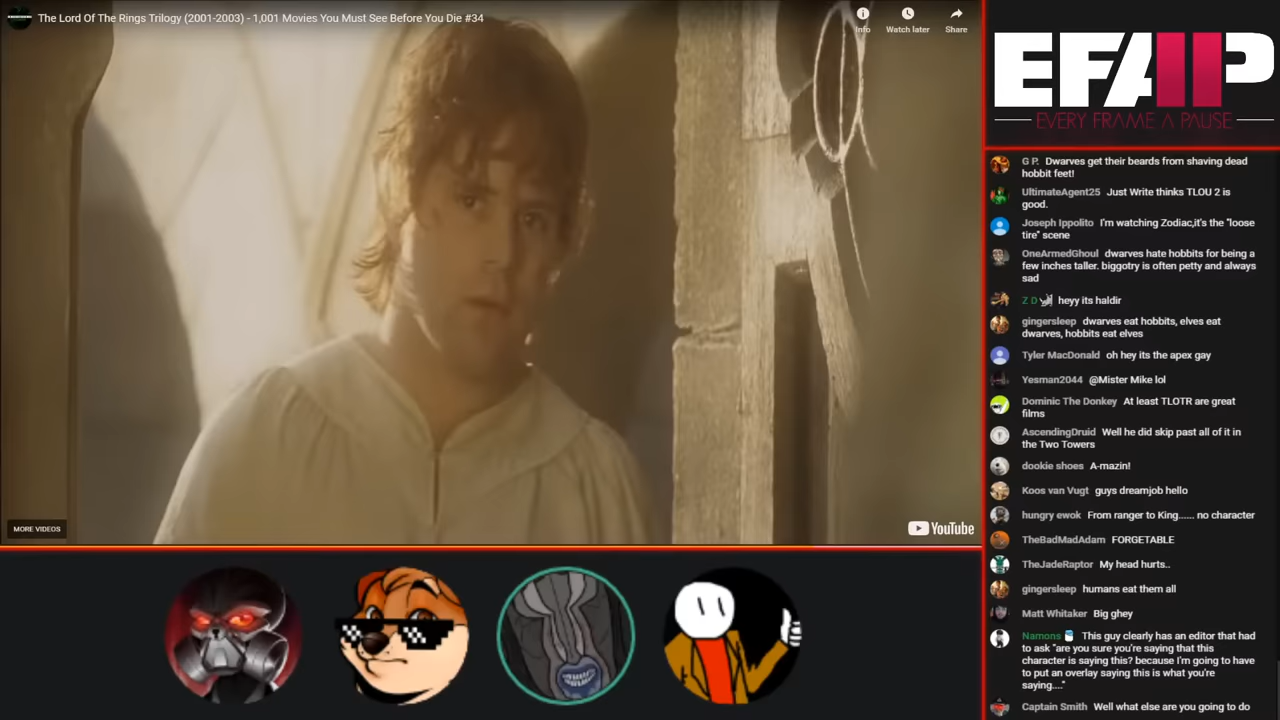 The Lord Of The Rings Trilogy (2001-2003) - 1,001 Movies You Must See Before You Die #34
Info
Watch later
Share
MORE VIDEOS
YouTube
EFAP
EVERY FRAME A PAUSE
G P. Dwarves get their beards from shaving dead
hobbit feet!
UltimateAgent25 Just Write thinks TLOU 2 is
good.
Joseph Ippolito I'm watching Zodiac,it's the "loose
tire" scene
OneArmedGhoul dwarves hate hobbits for being a
few inches taller. biggotry is often petty and always
sad
Z D heyy its haldir
gingersleep dwarves eat hobbits, elves eat
dwarves, hobbits eat elves
Tyler MacDonald oh hey its the apex gay
Yesman2044 @Mister Mike lol
Dominic The Donkey At least TLOTR are great
films
AscendingDruid Well he did skip past all of it in
the Two Towers
dookie shoes A-mazin!
Koos van Vugt guys dreamjob hello
hungry ewok From ranger to King...... no character
TheBadMadAdam FORGETABLE
TheJadeRaptor My head hurts..
gingersleep humans eat them all
Matt Whitaker Big ghey
Namons This guy clearly has an editor that had
to ask "are you sure you're saying that this
character is saying this? because I'm going to have
to put an overlay saying this is what you're
saying...."
Captain Smith Well what else are you going to do